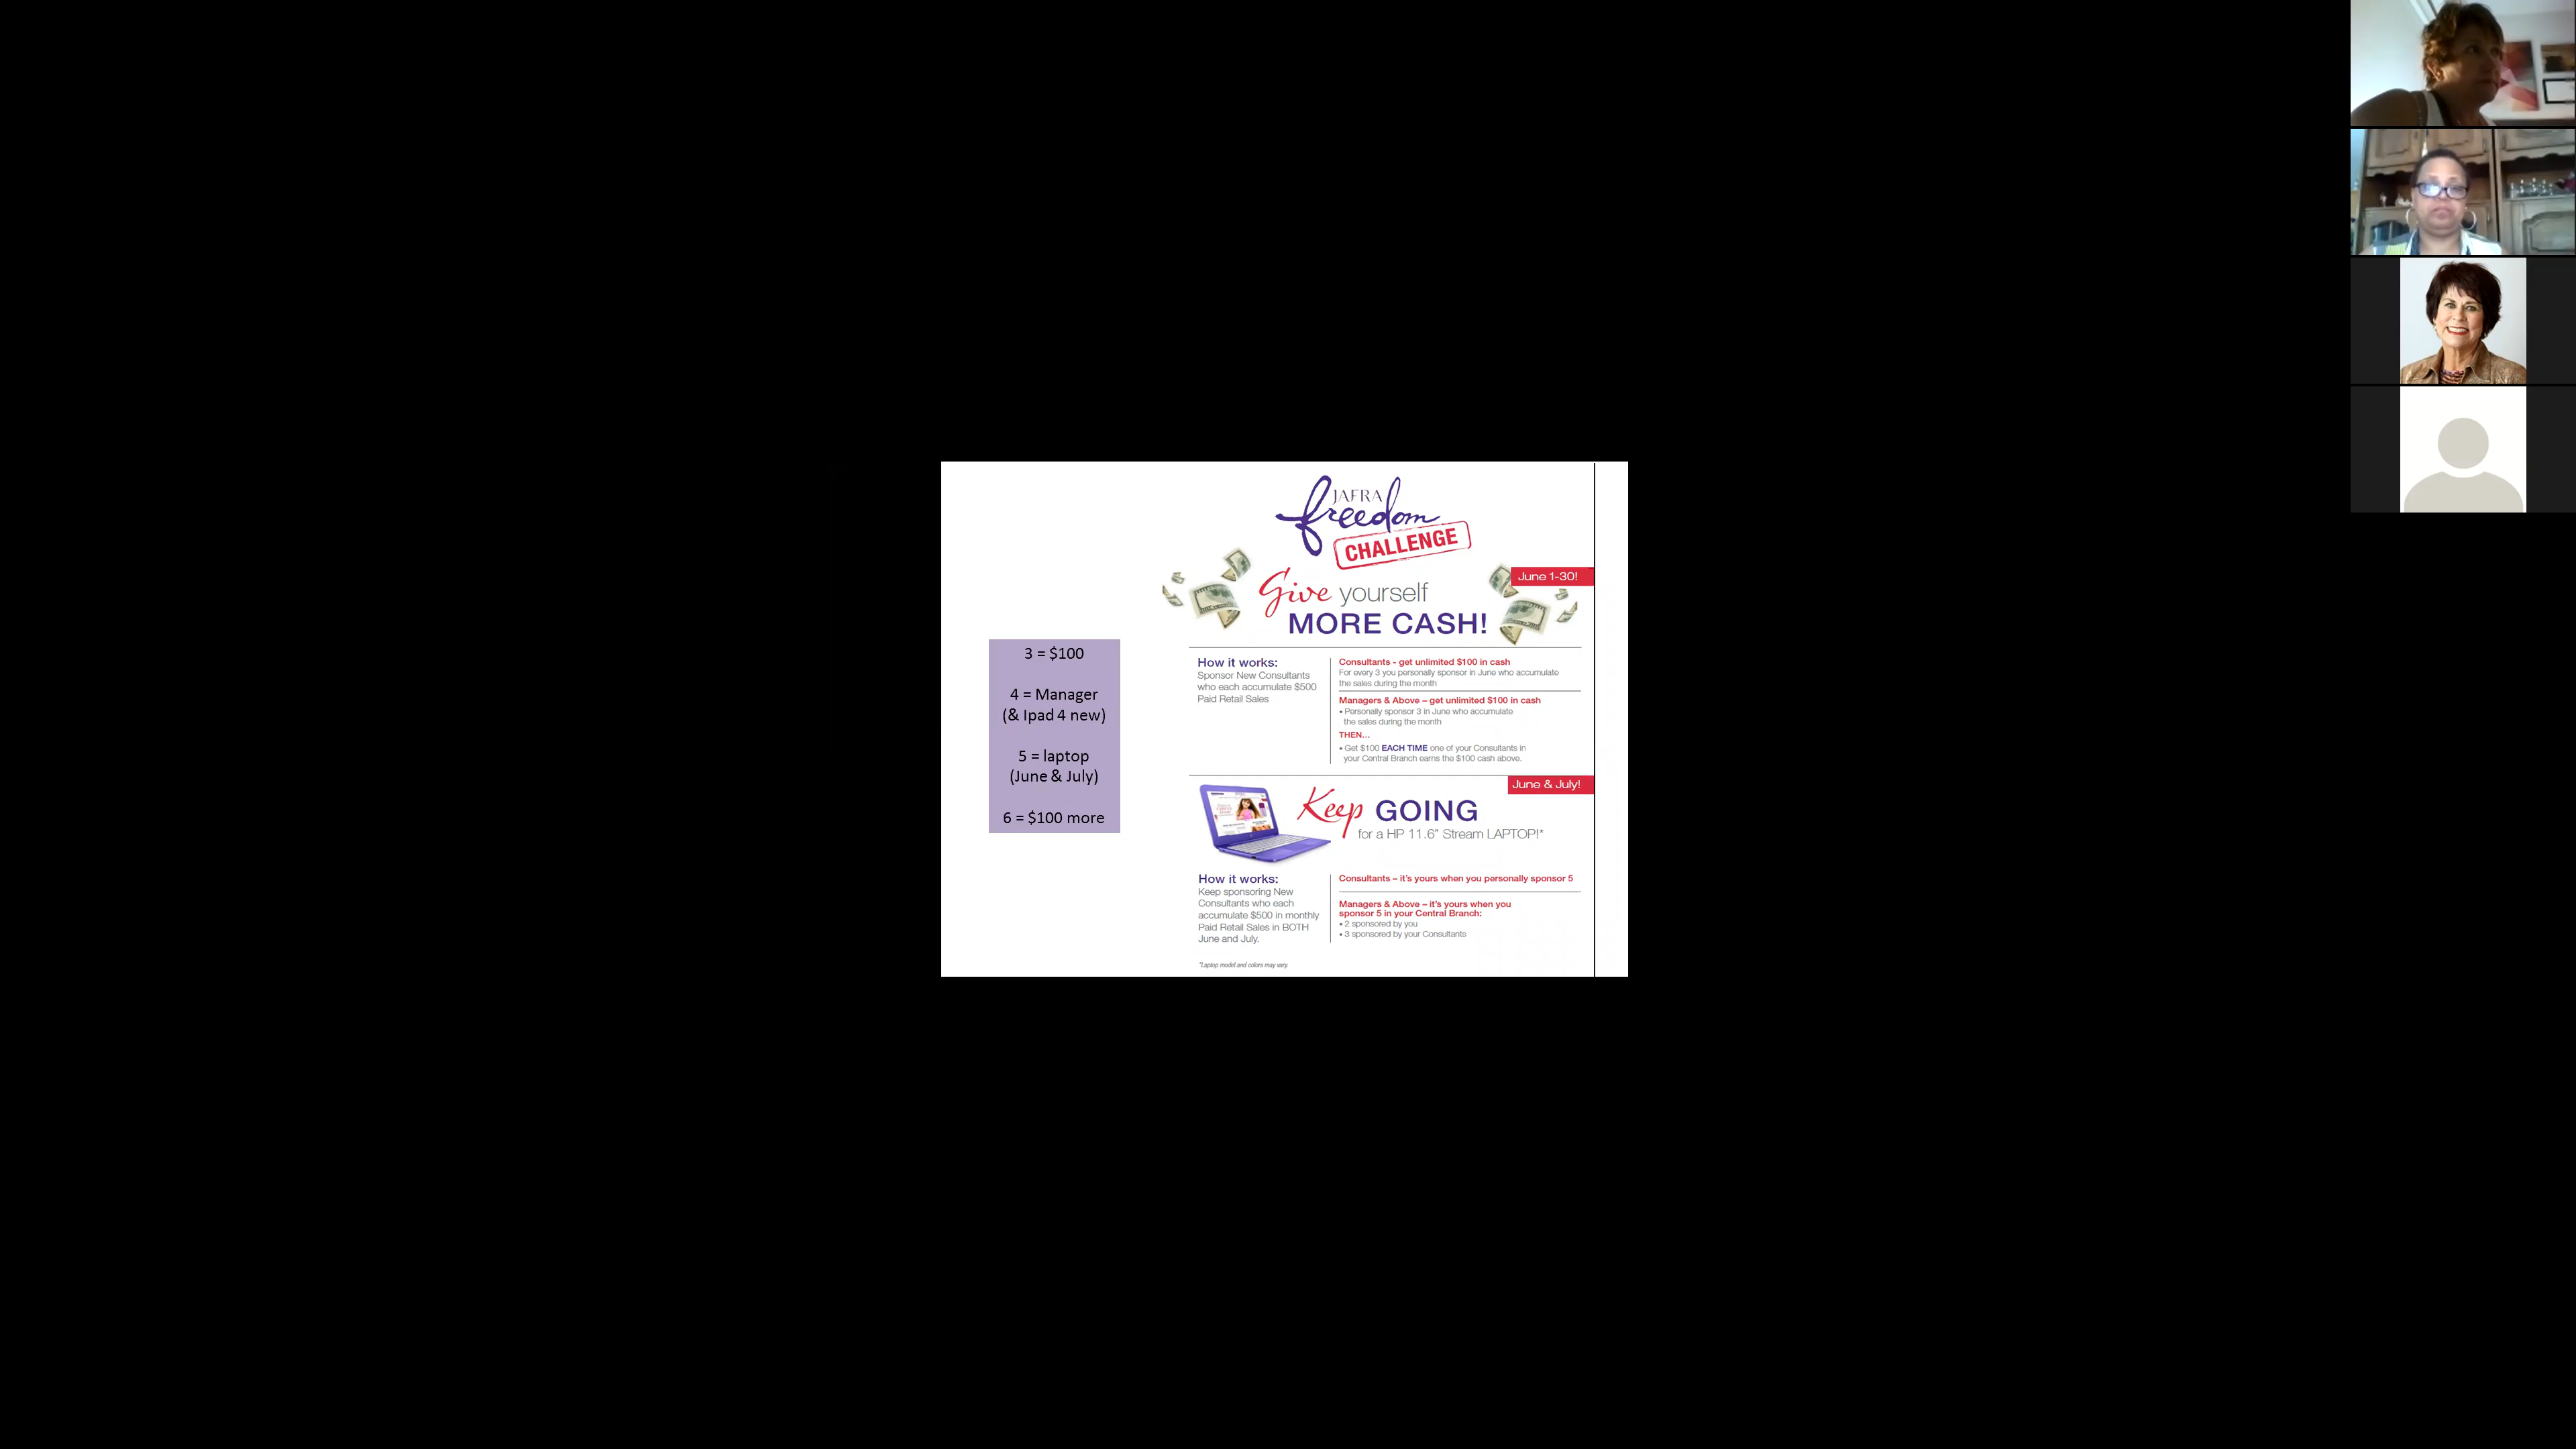 3 = $100
4 = Manager
(& Ipad 4 new)
5 = laptop
(June & July)
6 = $100 more
JAFRA
freedom
CHALLENGE
June 1-30!
Give yourself
MORE CASH!
How it works:
Sponsor New Consultants
who each accumulate $500
Paid Retail Sales
Consultants - get unlimited $100 in cash
For every 3 you personally sponsor in June who accumulate
the sales during the month
Managers & Above – get unlimited $100 in cash
• Personally sponsor 3 in June who accumulate
the sales during the month
THEN...
• Get $100 EACH TIME one of your Consultants in
your Central Branch earns the $100 cash above.
June & July!
Keep GOING
for a HP 11.6" Stream LAPTOP!*
How it works:
Keep sponsoring New
Consultants who each
accumulate $500 in monthly
Paid Retail Sales in BOTH
June and July.
Consultants – it's yours when you personally sponsor 5
Managers & Above – it's yours when you
sponsor 5 in your Central Branch:
• 2 sponsored by you
• 3 sponsored by your Consultants
*Laptop model and colors may vary.